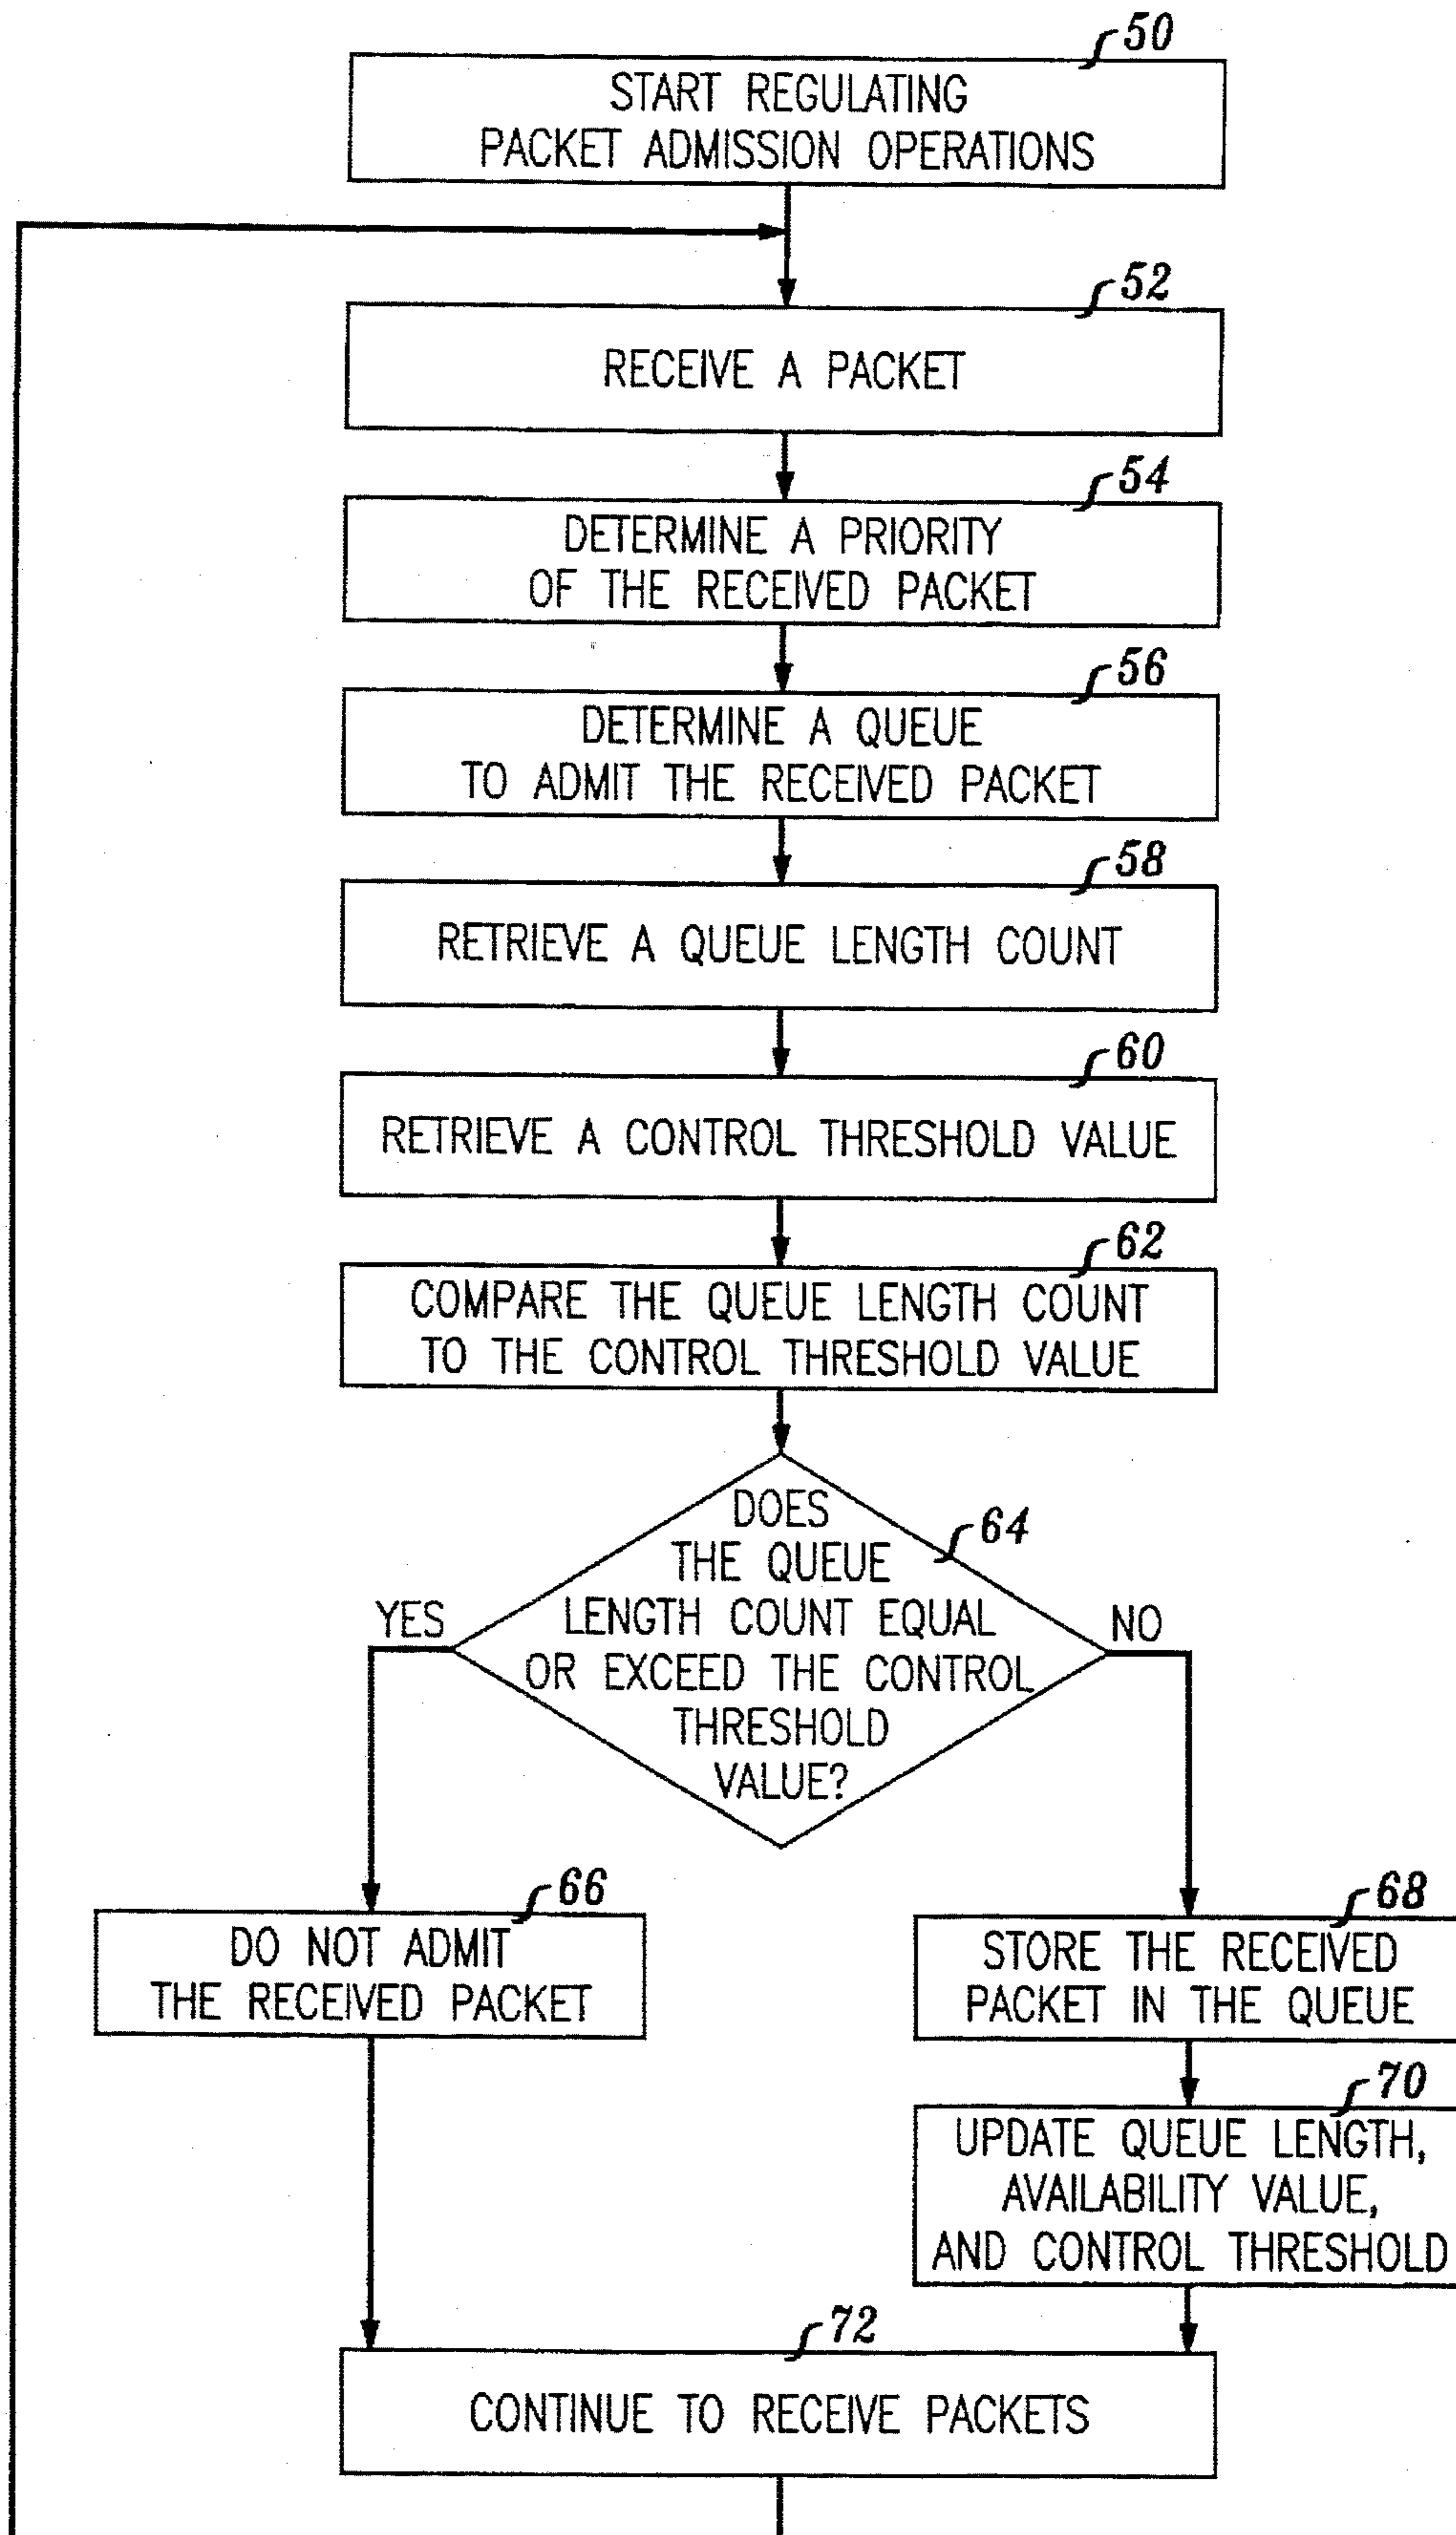 50
START REGULATING
PACKET ADMISSION OPERATIONS
52
RECEIVE A PACKET
54
DETERMINE A PRIORITY
OF THE RECEIVED PACKET
56
DETERMINE A QUEUE
TO ADMIT THE RECEIVED PACKET
58
RETRIEVE A QUEUE LENGTH COUNT
60
RETRIEVE A CONTROL THRESHOLD VALUE
62
COMPARE THE QUEUE LENGTH COUNT
TO THE CONTROL THRESHOLD VALUE
64
DOES
THE QUEUE
LENGTH COUNT EQUAL
OR EXCEED THE CONTROL
THRESHOLD
VALUE?
YES
NO
66
DO NOT ADMIT
THE RECEIVED PACKET
68
STORE THE RECEIVED
PACKET IN THE QUEUE
70
UPDATE QUEUE LENGTH,
AVAILABILITY VALUE,
AND CONTROL THRESHOLD
72
CONTINUE TO RECEIVE PACKETS